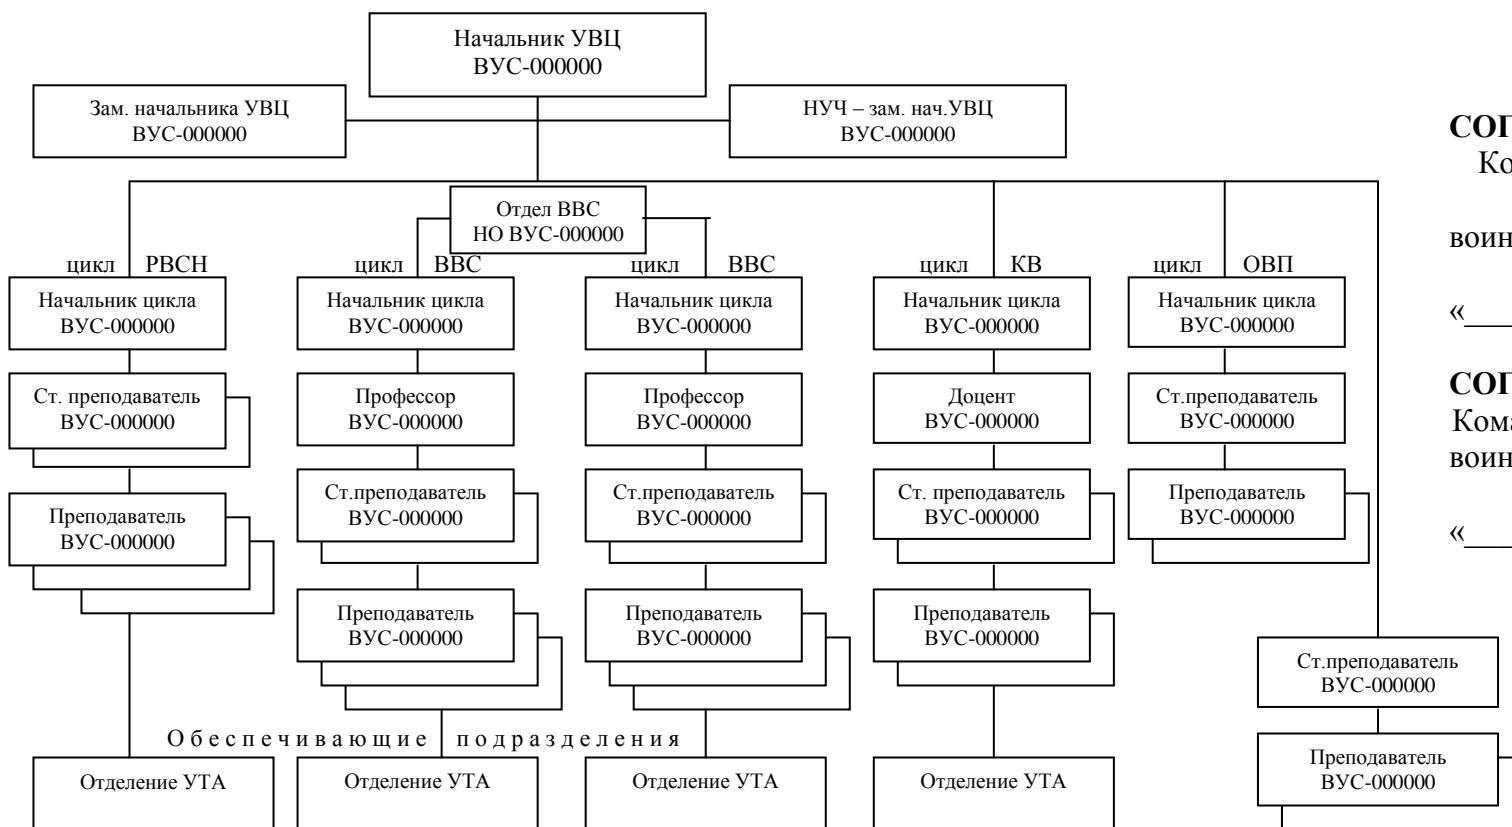 Начальник УВЦ
ВУС-000000
Зам. начальника УВЦ
ВУС-000000
НУЧ – зам. нач.УВЦ
ВУС-000000
Отдел ВВС
НО ВУС-000000
цикл РВСН
цикл ВВС
цикл ВВС
цикл КВ
цикл ОВП
Начальник цикла
ВУС-000000
Начальник цикла
ВУС-000000
Начальник цикла
ВУС-000000
Начальник цикла
ВУС-000000
Начальник цикла
ВУС-000000
Ст. преподаватель
ВУС-000000
Профессор
ВУС-000000
Профессор
ВУС-000000
Доцент
ВУС-000000
Ст.преподаватель
ВУС-000000
Преподаватель
ВУС-000000
Ст.преподаватель
ВУС-000000
Ст.преподаватель
ВУС-000000
Ст. преподаватель
ВУС-000000
Преподаватель
ВУС-000000
Преподаватель
ВУС-000000
Преподаватель
ВУС-000000
Преподаватель
ВУС-000000
Ст.преподаватель
ВУС-000000
Преподаватель
ВУС-000000
Обеспечивающие подразделения
Отделение УТА
Отделение УТА
Отделение УТА
Отделение УТА